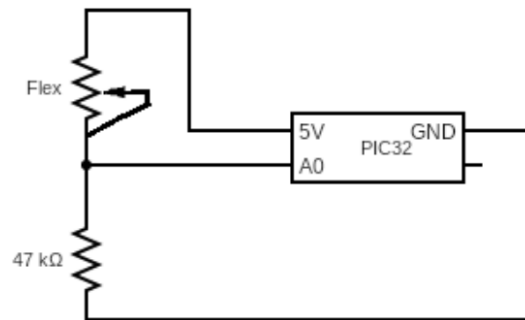 Flex
5V
GND
PIC32
A0
47 kΩ